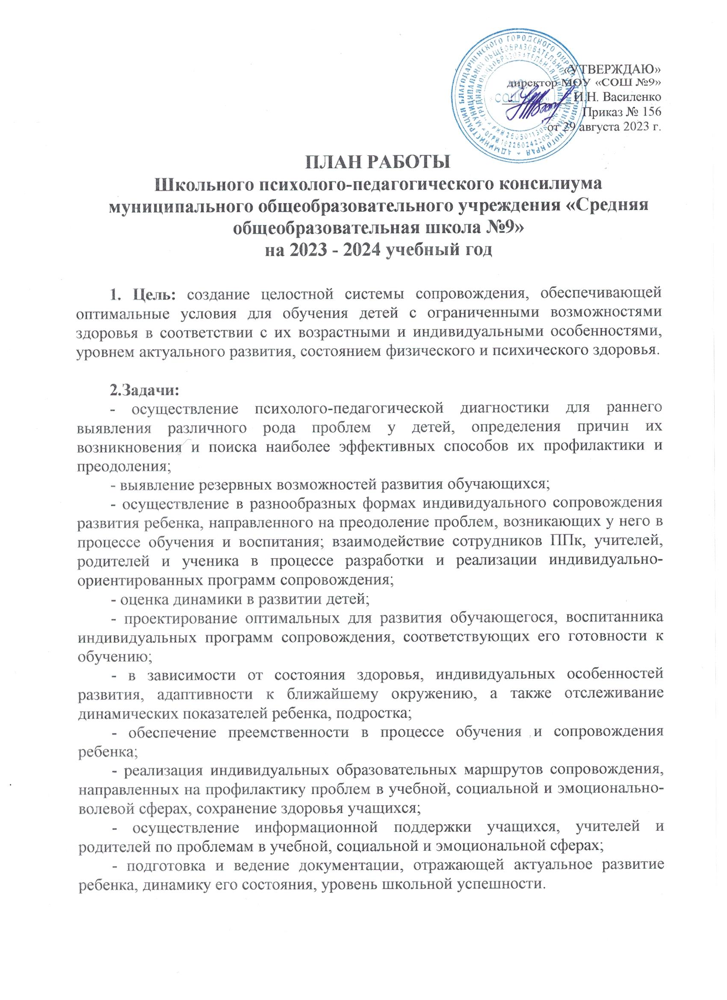 «УТВЕРЖДАЮ»
директор МОУ «СОШ №9»
И.Н. Василенко
Приказ № 156
от 29 августа 2023 г.
ПЛАН РАБОТЫ
Школьного психолого-педагогического консилиума
муниципального общеобразовательного учреждения «Средняя
общеобразовательная школа №9»
на 2023 - 2024 учебный год
1. Цель: создание целостной системы сопровождения, обеспечивающей
оптимальные условия для обучения детей с ограниченными возможностями
здоровья в соответствии с их возрастными и индивидуальными особенностями,
уровнем актуального развития, состоянием физического и психического здоровья.
2.Задачи:
- осуществление психолого-педагогической диагностики для раннего
выявления различного рода проблем у детей, определения причин их
возникновения и поиска наиболее эффективных способов их профилактики и
преодоления;
- выявление резервных возможностей развития обучающихся;
- осуществление в разнообразных формах индивидуального сопровождения
развития ребенка, направленного на преодоление проблем, возникающих у него в
процессе обучения и воспитания; взаимодействие сотрудников ППк, учителей,
родителей и ученика в процессе разработки и реализации индивидуально-
ориентированных программ сопровождения;
- оценка динамики в развитии детей;
- проектирование оптимальных для развития обучающегося, воспитанника
индивидуальных программ сопровождения, соответствующих его готовности к
обучению;
- в зависимости от состояния здоровья, индивидуальных особенностей
развития, адаптивности к ближайшему окружению, а также отслеживание
динамических показателей ребенка, подростка;
- обеспечение преемственности в процессе обучения и сопровождения
ребенка;
- реализация индивидуальных образовательных маршрутов сопровождения,
направленных на профилактику проблем в учебной, социальной и эмоционально-
волевой сферах, сохранение здоровья учащихся;
- осуществление информационной поддержки учащихся, учителей и
родителей по проблемам в учебной, социальной и эмоциональной сферах;
- подготовка и ведение документации, отражающей актуальное развитие
ребенка, динамику его состояния, уровень школьной успешности.